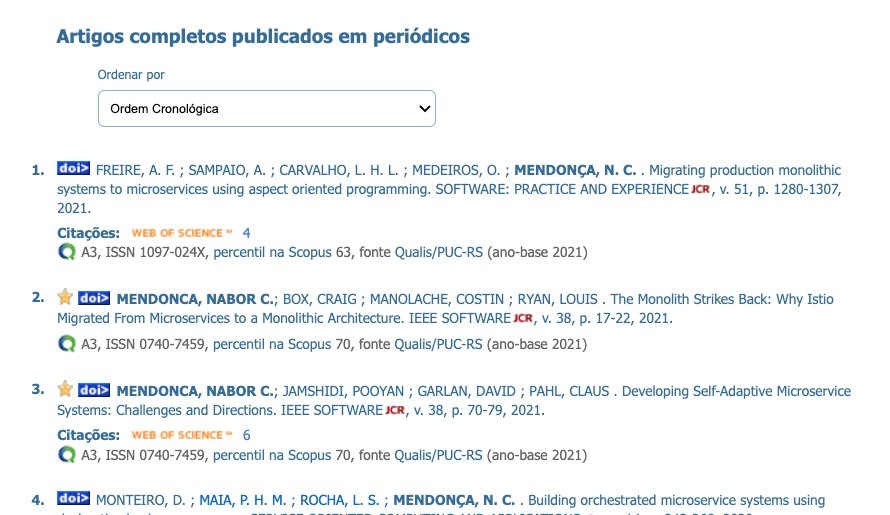 Artigos completos publicados em periódicos
Ordenar por
Ordem Cronológica
1. doi> FREIRE, A. F. ; SAMPAIO, A. ; CARVALHO, L. H. L. ; MEDEIROS, O. ; MENDONÇA, N. C. . Migrating production monolithic
systems to microservices using aspect oriented programming. SOFTWARE: PRACTICE AND EXPERIENCE JCR, v. 51, p. 1280-1307,
2021.
Citações: WEB OF SCIENCE™ 4
A3, ISSN 1097-024X, percentil na Scopus 63, fonte Qualis/PUC-RS (ano-base 2021)
2. doi> MENDONCA, NABOR C.; BOX, CRAIG ; MANOLACHE, COSTIN ; RYAN, LOUIS . The Monolith Strikes Back: Why Istio
Migrated From Microservices to a Monolithic Architecture. IEEE SOFTWARE JCR, v. 38, p. 17-22, 2021.
A3, ISSN 0740-7459, percentil na Scopus 70, fonte Qualis/PUC-RS (ano-base 2021)
3. doi> MENDONCA, NABOR C.; JAMSHIDI, POOYAN ; GARLAN, DAVID ; PAHL, CLAUS . Developing Self-Adaptive Microservice
Systems: Challenges and Directions. IEEE SOFTWARE JCR, v. 38, p. 70-79, 2021.
Citações: WEB OF SCIENCE™ 6
A3, ISSN 0740-7459, percentil na Scopus 70, fonte Qualis/PUC-RS (ano-base 2021)
4. doi> MONTEIRO, D. ; MAIA, P. H. M. ; ROCHA, L. S. ; MENDONÇA, N. C. . Building orchestrated microservice systems using